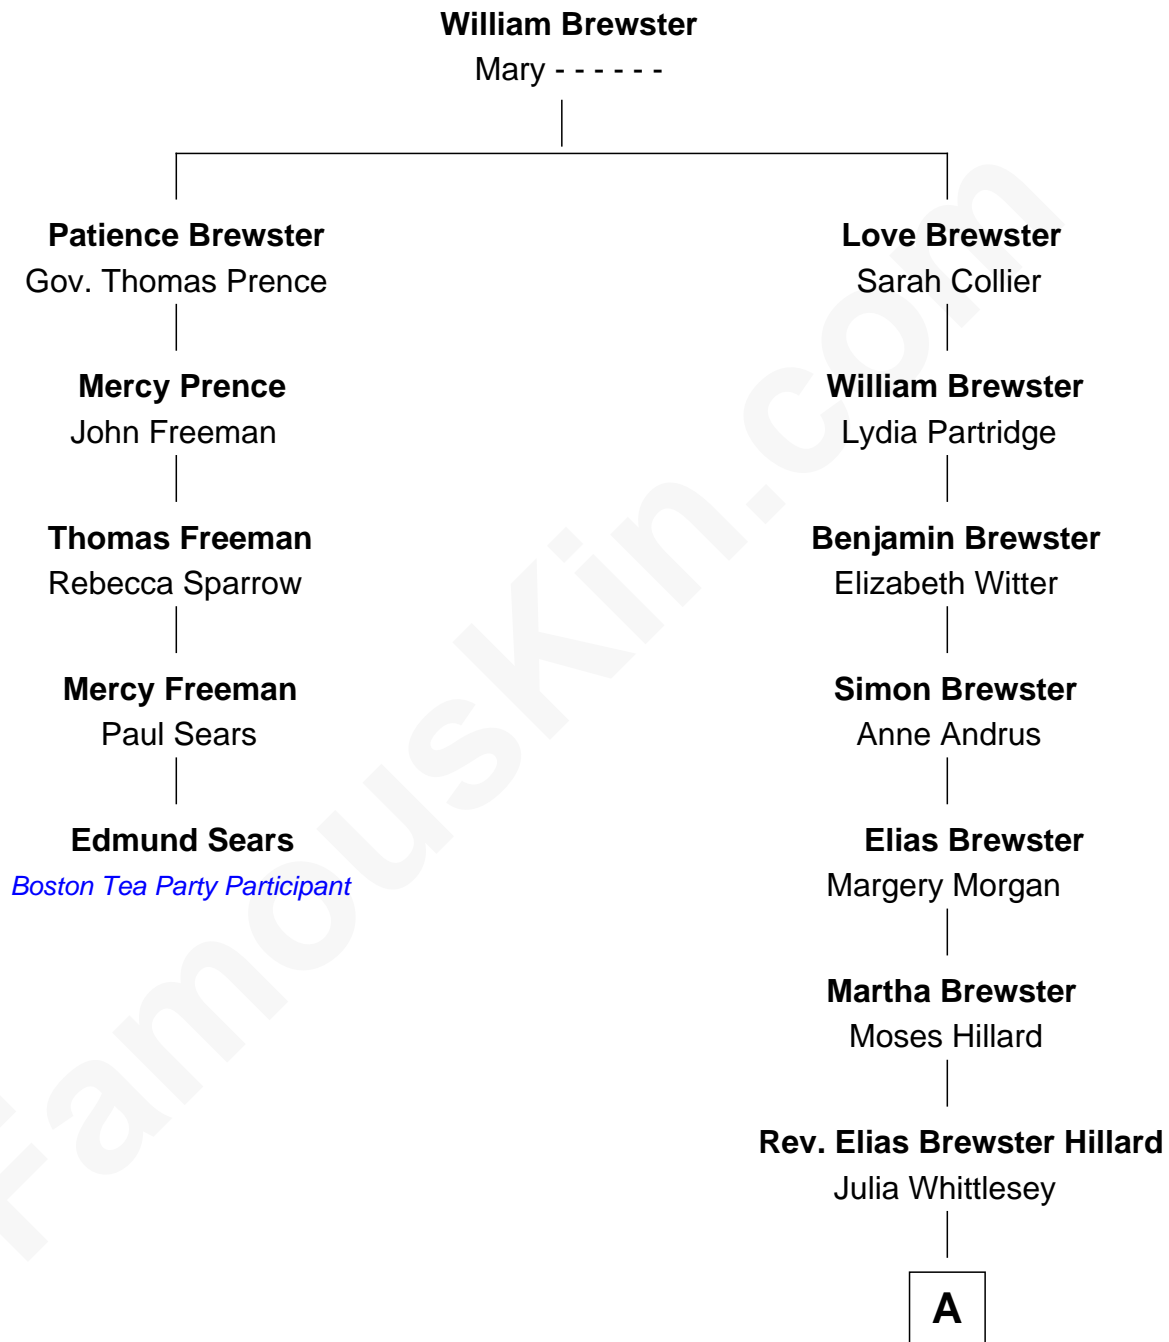 William Brewster
Mary - - - - - -
Patience Brewster
Gov. Thomas Prence
Love Brewster
Sarah Collier
Mercy Prence
John Freeman
William Brewster
Lydia Partridge
Thomas Freeman
Rebecca Sparrow
Benjamin Brewster
Elizabeth Witter
Mercy Freeman
Paul Sears
Simon Brewster
Anne Andrus
Edmund Sears
Boston Tea Party Participant
Elias Brewster
Margery Morgan
Martha Brewster
Moses Hillard
Rev. Elias Brewster Hillard
Julia Whittlesey
A
FamousKin.com